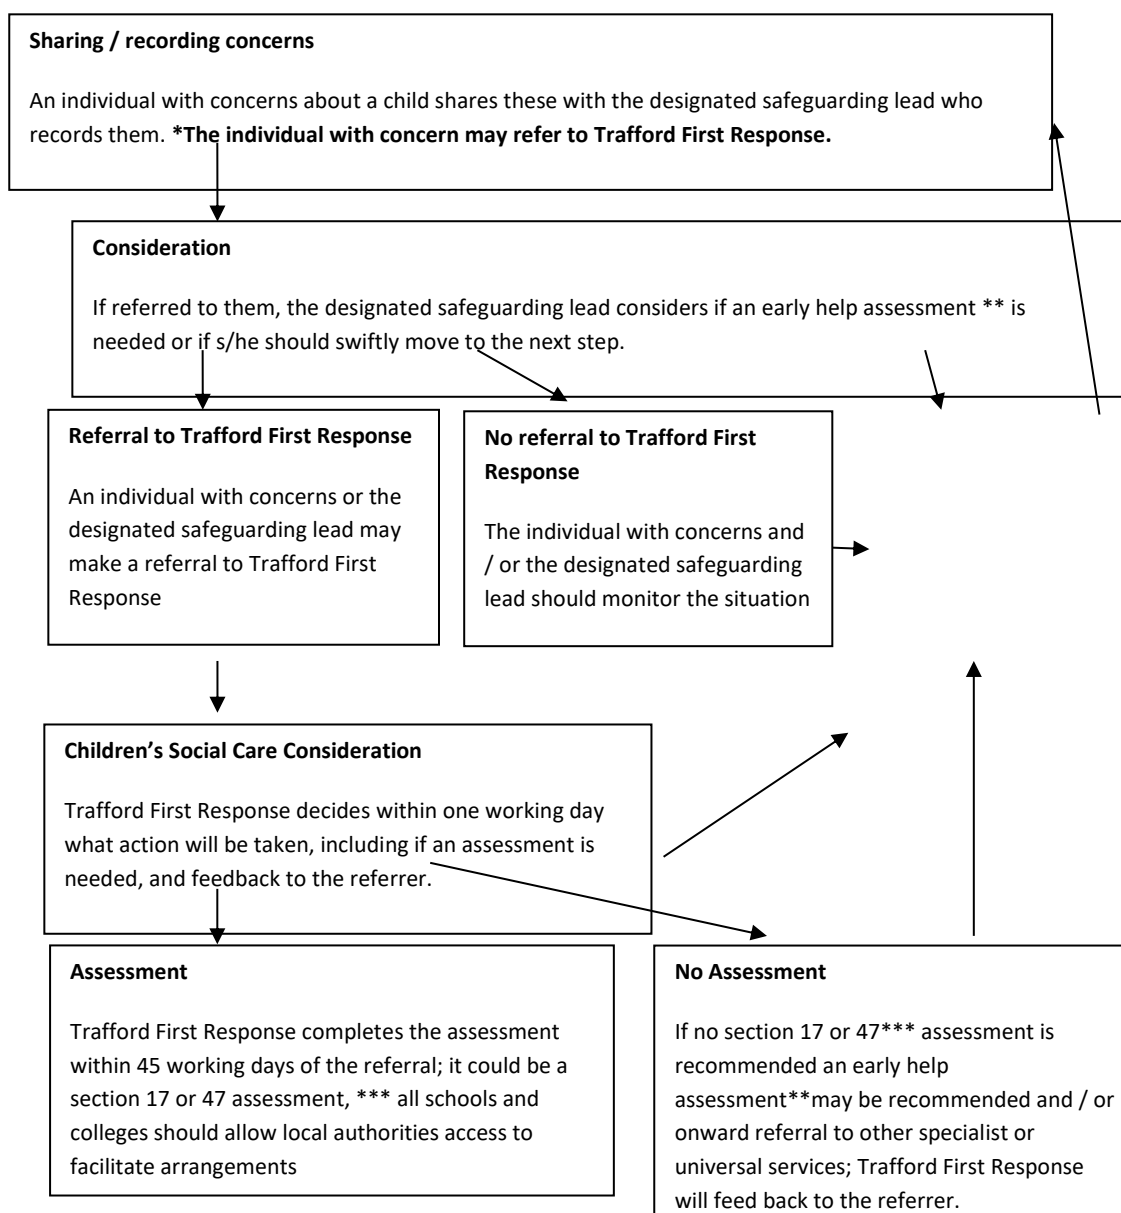 Sharing / recording concerns
An individual with concerns about a child shares these with the designated safeguarding lead who
records them. *The individual with concern may refer to Trafford First Response.
Consideration
If referred to them, the designated safeguarding lead considers if an early help assessment ** is
needed or if s/he should swiftly move to the next step.
Referral to Trafford First Response
An individual with concerns or the
designated safeguarding lead may
make a referral to Trafford First
Response
No referral to Trafford First
Response
The individual with concerns and
/ or the designated safeguarding
lead should monitor the situation
Children’s Social Care Consideration
Trafford First Response decides within one working day
what action will be taken, including if an assessment is
needed, and feedback to the referrer.
Assessment
Trafford First Response completes the assessment
within 45 working days of the referral; it could be a
section 17 or 47 assessment, *** all schools and
colleges should allow local authorities access to
facilitate arrangements
No Assessment
If no section 17 or 47*** assessment is
recommended an early help
assessment**may be recommended and / or
onward referral to other specialist or
universal services; Trafford First Response
will feed back to the referrer.